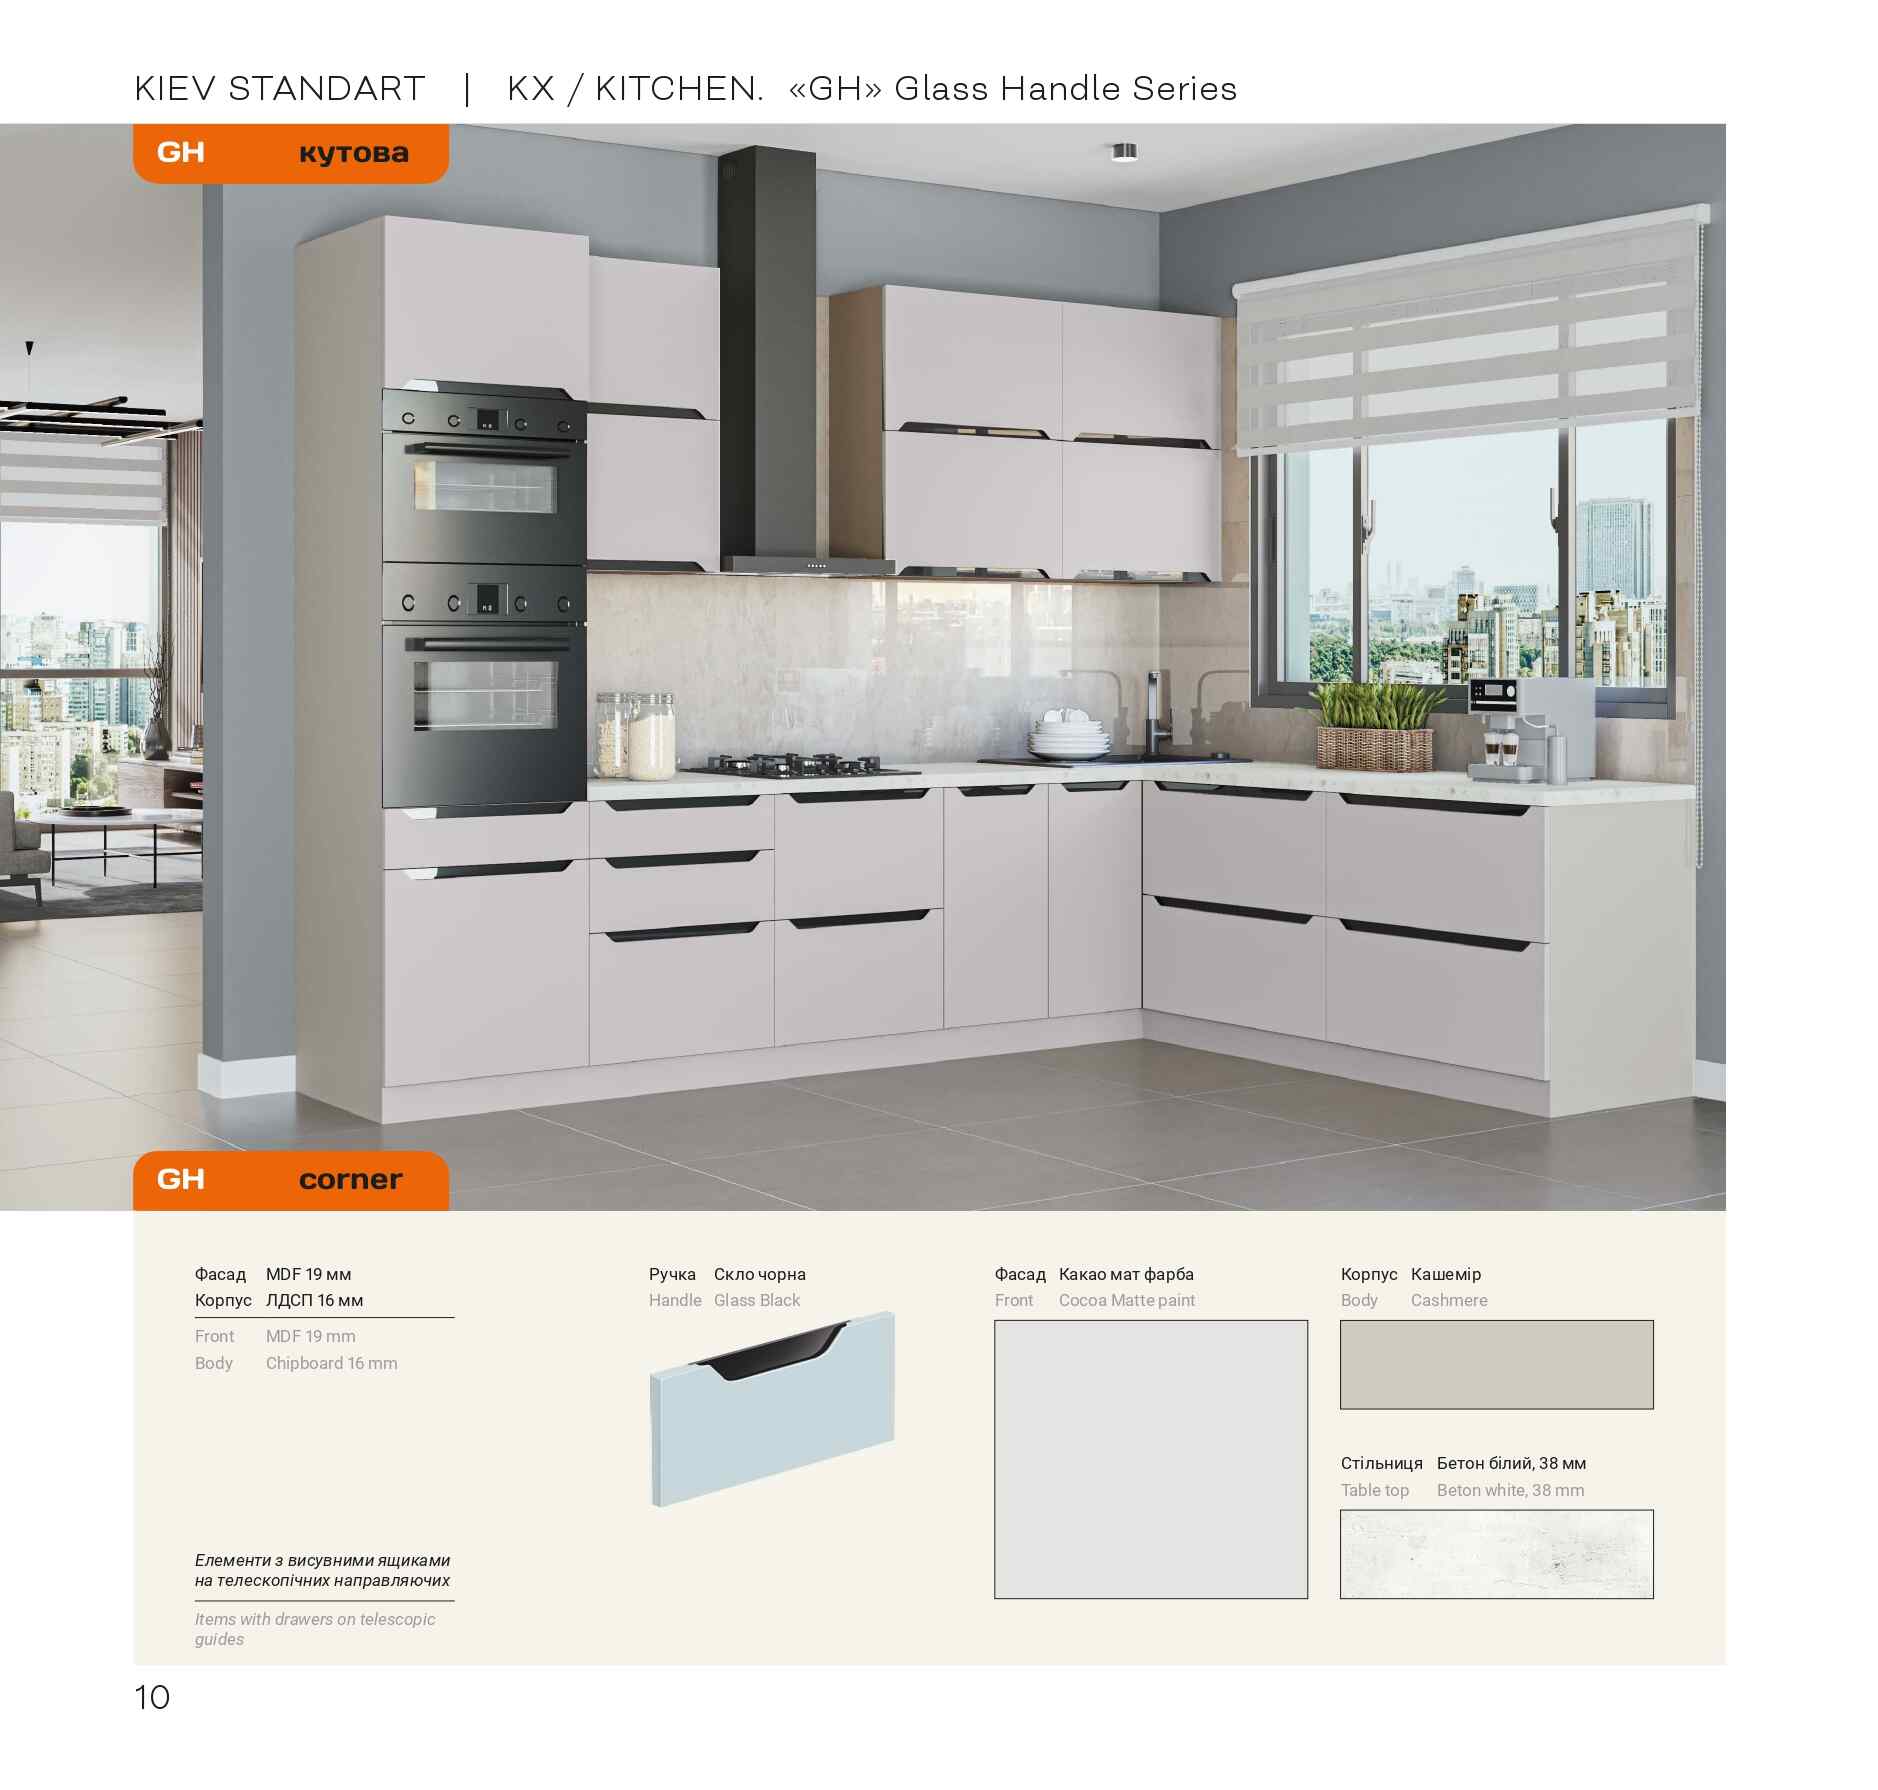 KIEV STANDART | KX / KITCHEN. «GH» Glass Handle Series
GH кутова
GH corner
Фасад MDF 19 мм
Корпус ЛДСП 16 мм
Front MDF 19 mm
Body Chipboard 16 mm
Елементи з висувними ящиками
на телескопічних направляючих
Items with drawers on telescopic
guides
Ручка Скло чорна
Handle Glass Black
Фасад Какао мат фарба
Front Cocoa Matte paint
Корпус Кашемір
Body Cashmere
Стільниця Бетон білий, 38 мм
Table top Beton white, 38 mm
10